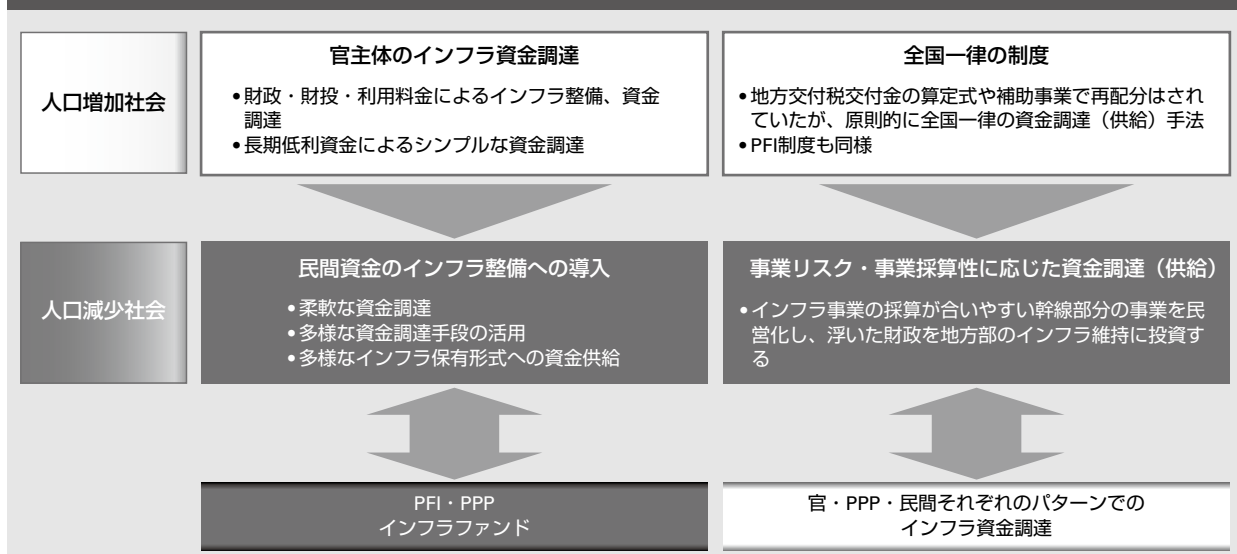 人口増加社会
官主体のインフラ資金調達
•財政・財投・利用料金によるインフラ整備、資金
調達
•長期低利資金によるシンプルな資金調達
全国一律の制度
•地方交付税交付金の算定式や補助事業で再配分はされ
ていたが、原則的に全国一律の資金調達（供給）手法
•PFI制度も同様
人口減少社会
民間資金のインフラ整備への導入
•柔軟な資金調達
•多様な資金調達手段の活用
•多様なインフラ保有形式への資金供給
事業リスク・事業採算性に応じた資金調達（供給）
•インフラ事業の採算が合いやすい幹線部分の事業を民
営化し、浮いた財政を地方部のインフラ維持に投資す
る
PFI・PPP
インフラファンド
官・PPP・民間それぞれのパターンでの
インフラ資金調達